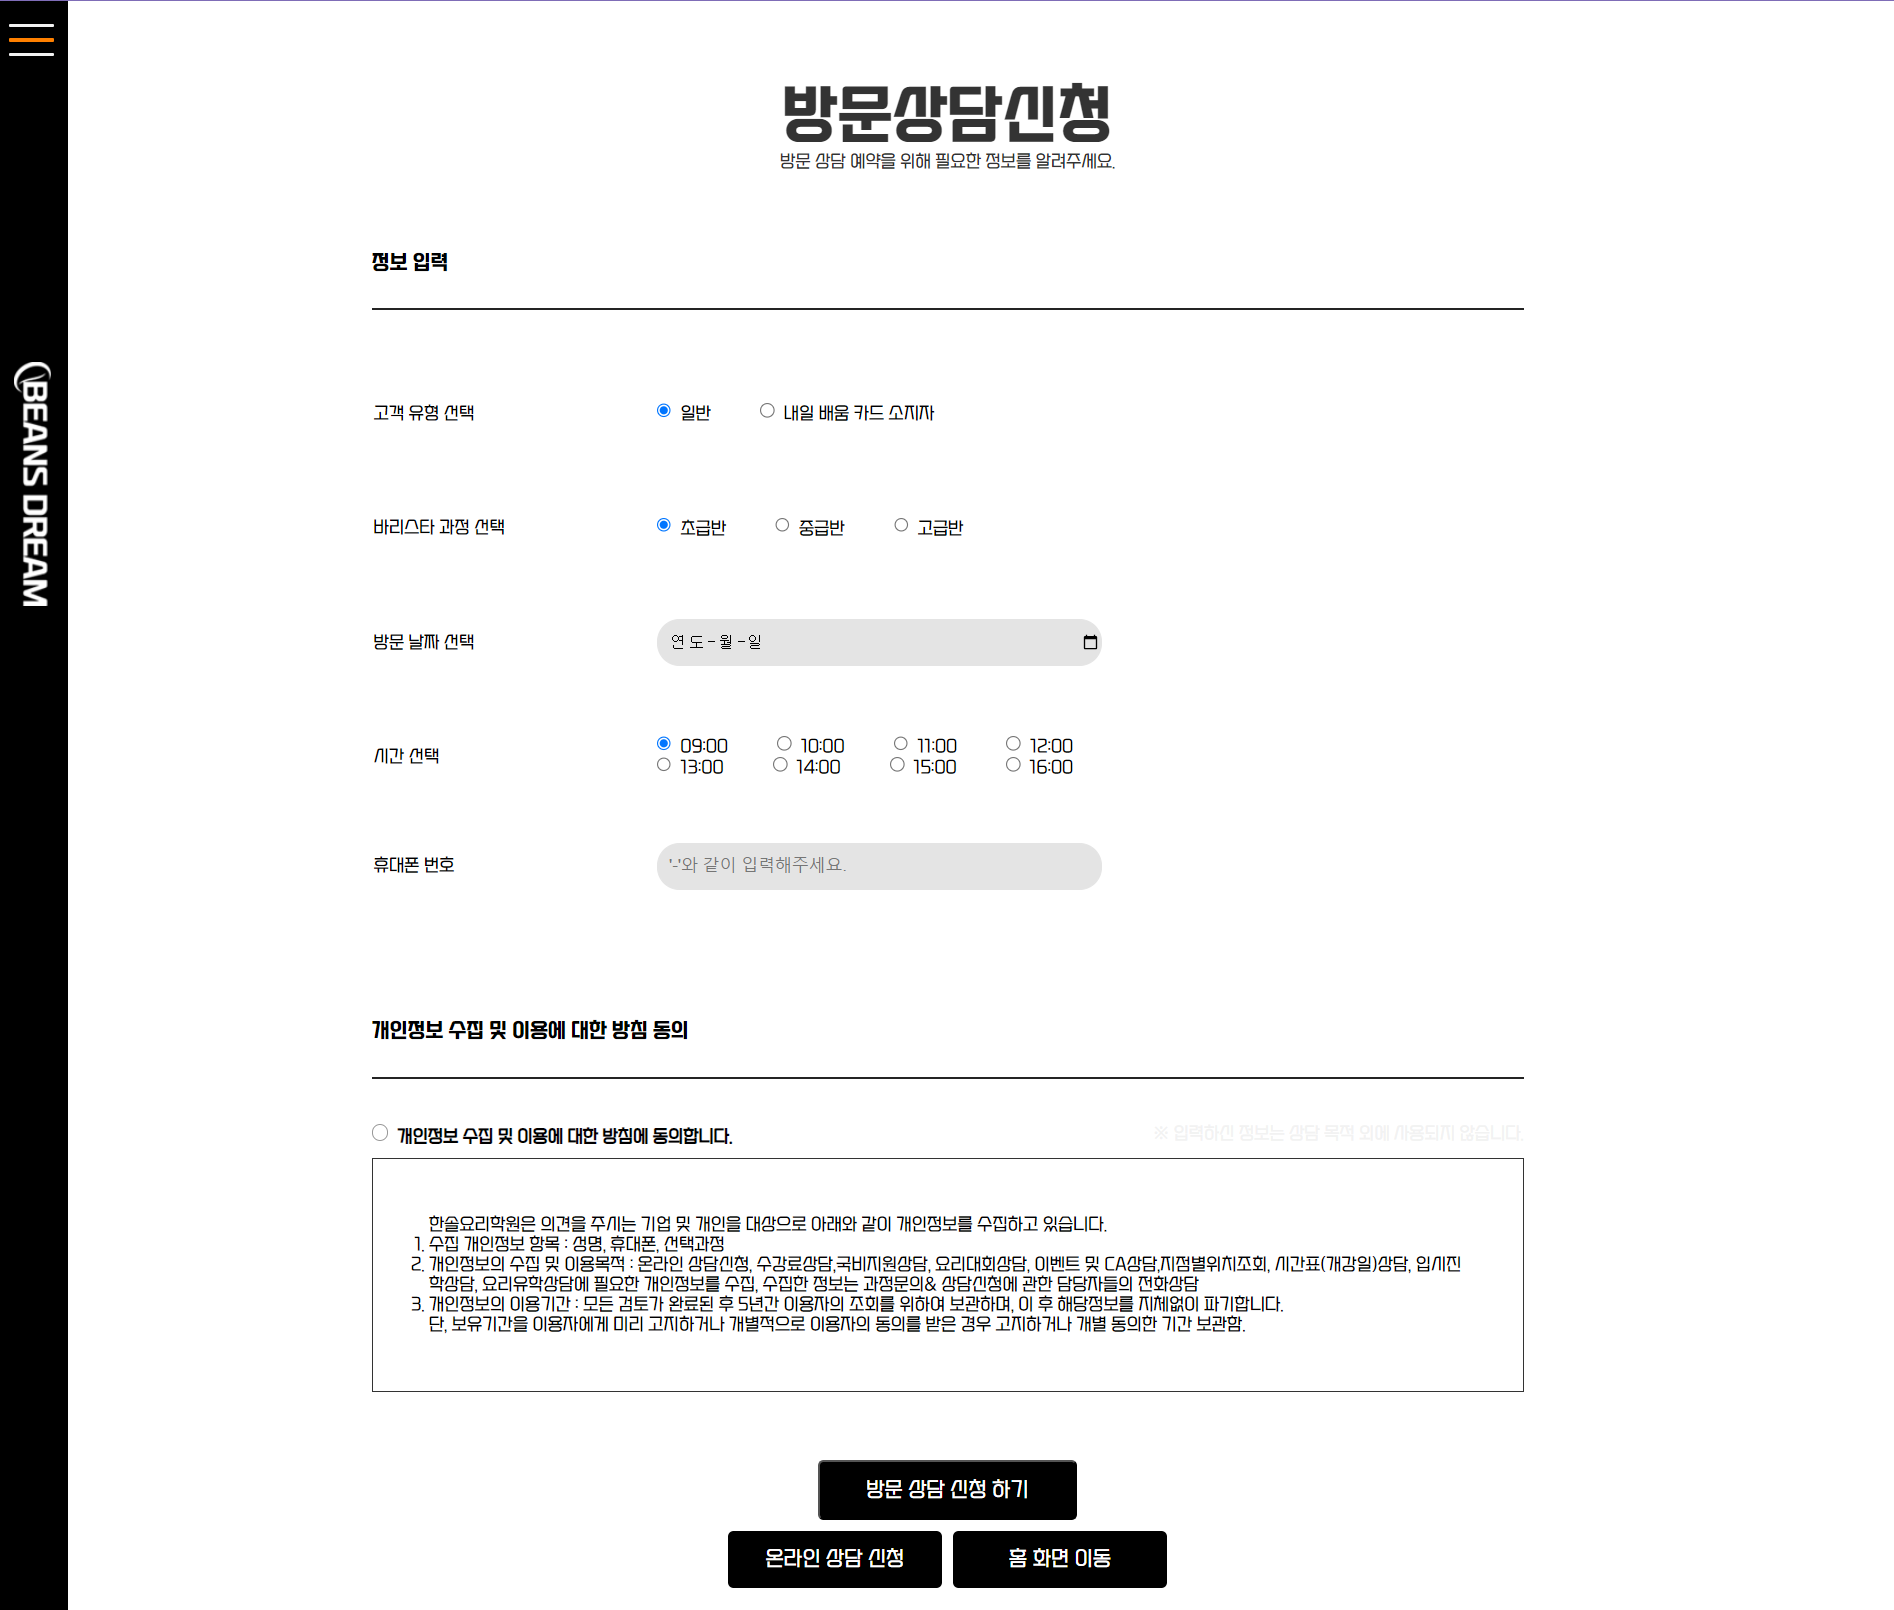 BEANS DREAM
방문상담신청
방문 상담 예약을 위해 필요한 정보를 알려주세요.
정보 입력
고객 유형 선택
일반 내일 배움 카드 소지자
바리스타 과정 선택
초급반 중급반 고급반
방문 날짜 선택
연도-월-일
시간 선택
09:00 10:00 11:00 12:00
13:00 14:00 15:00 16:00
휴대폰 번호
'-'와 같이 입력해주세요.
개인정보 수집 및 이용에 대한 방침 동의
개인정보 수집 및 이용에 대한 방침에 동의합니다.
※ 입력하신 정보는 상담 목적 외에 사용되지 않습니다.
한솔요리학원은 의견을 주시는 기업 및 개인을 대상으로 아래와 같이 개인정보를 수집하고 있습니다.
1. 수집 개인정보 항목 : 성명, 휴대폰, 선택과정
2. 개인정보의 수집 및 이용목적 : 온라인 상담신청, 수강료상담,국비지원상담, 요리대회상담, 이벤트 및 CA상담,지점별위치조회, 시간표(개강일)상담, 입시진
학상담, 요리유학상담에 필요한 개인정보를 수집, 수집한 정보는 과정문의& 상담신청에 관한 담당자들의 전화상담
3. 개인정보의 이용기간 : 모든 검토가 완료된 후 5년간 이용자의 조회를 위하여 보관하며, 이 후 해당정보를 지체없이 파기합니다.
단, 보유기간을 이용자에게 미리 고지하거나 개별적으로 이용자의 동의를 받은 경우 고지하거나 개별 동의한 기간 보관함.
방문 상담 신청 하기
온라인 상담 신청
홈 화면 이동